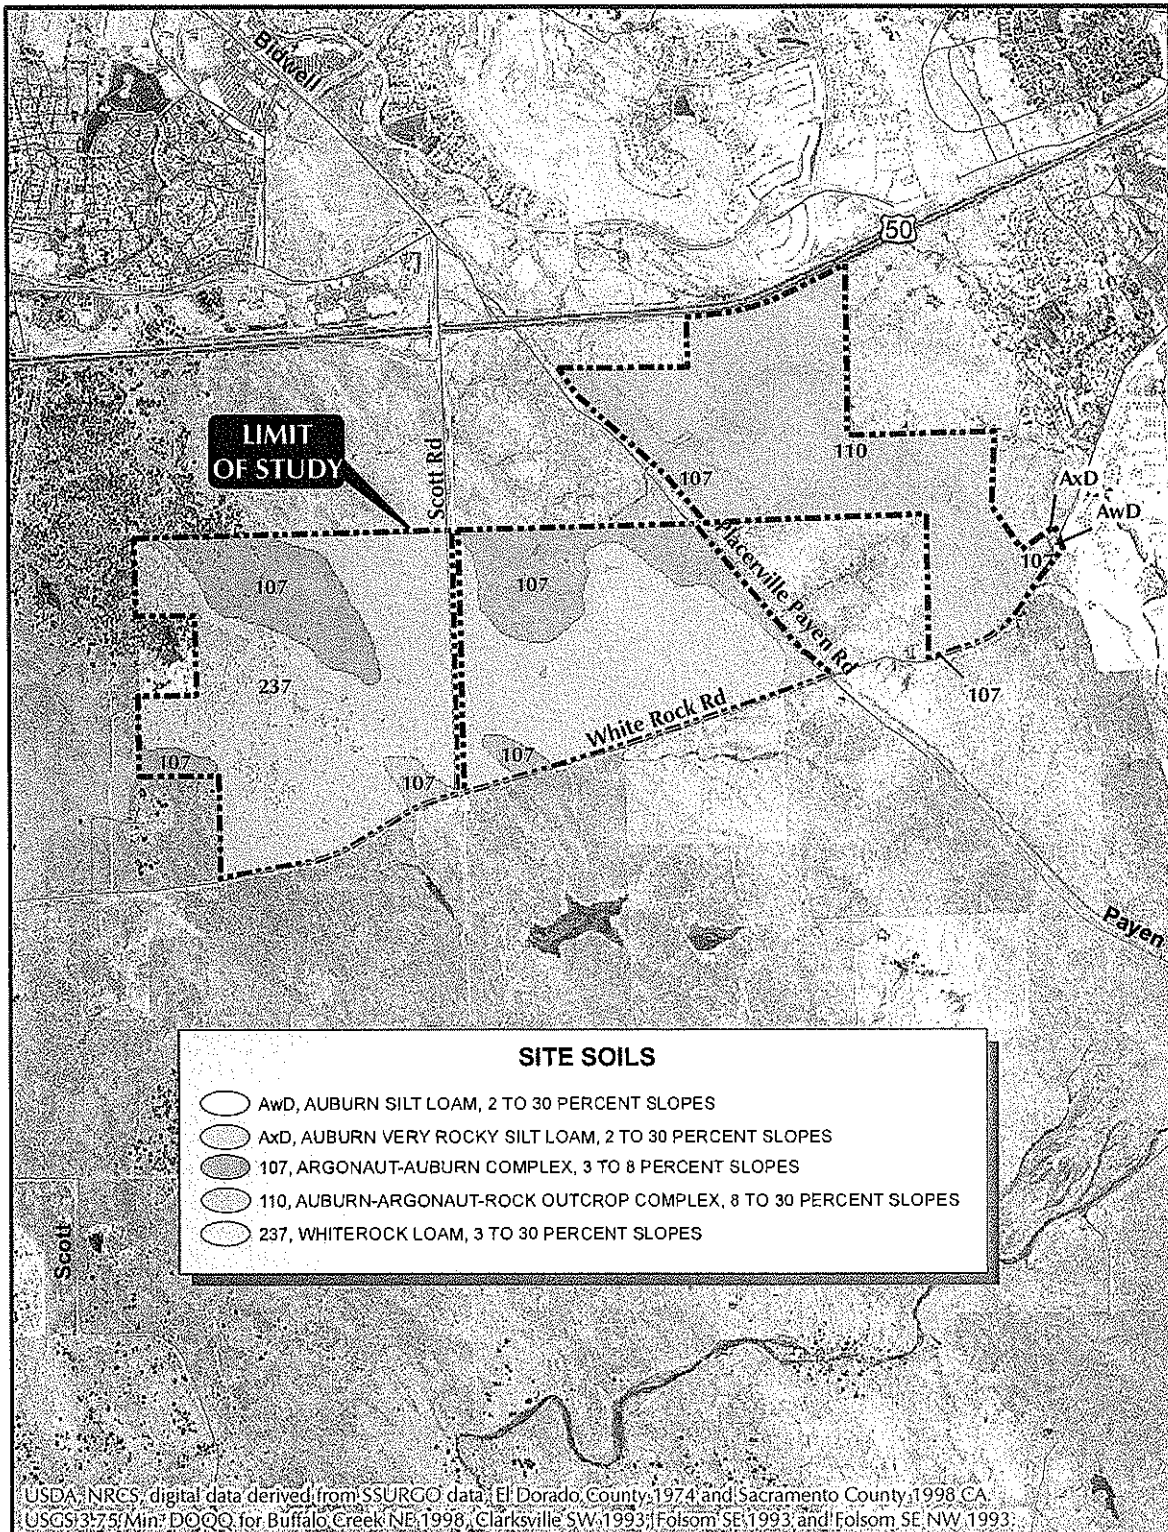 Bidwell
50
LIMIT
OF STUDY
Scott Rd
110
107
AxD
AwD
107
107
107
Placerville Payen Rd
237
107
White Rock Rd
107
107
107
Payen
SITE SOILS
AwD, AUBURN SILT LOAM, 2 TO 30 PERCENT SLOPES
AxD, AUBURN VERY ROCKY SILT LOAM, 2 TO 30 PERCENT SLOPES
107, ARGONAUT-AUBURN COMPLEX, 3 TO 8 PERCENT SLOPES
110, AUBURN-ARGONAUT-ROCK OUTCROP COMPLEX, 8 TO 30 PERCENT SLOPES
237, WHITEROCK LOAM, 3 TO 30 PERCENT SLOPES
Scott
USDA, NRCS, digital data derived from SSURGO data, El Dorado County 1974 and Sacramento County 1998 CA
USGS 3.75 Min. DOQQ for Buffalo Creek NE 1998, Clarksville SW 1993, Folsom SE 1993 and Folsom SE NW 1993.